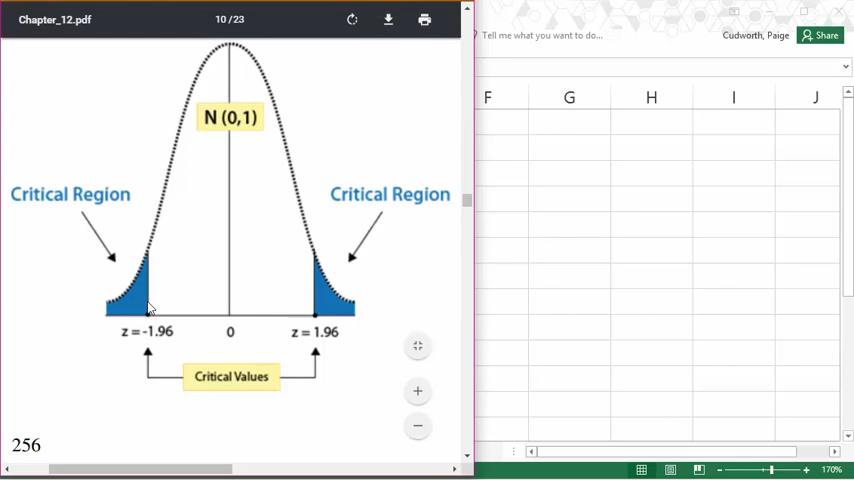 Chapter_12.pdf
10 / 23
Tell me what you want to do...
Cudworth, Paige
Share
F G H I J
N (0,1)
Critical Region
Critical Region
z = -1.96
0
z = 1.96
Critical Values
256
170%